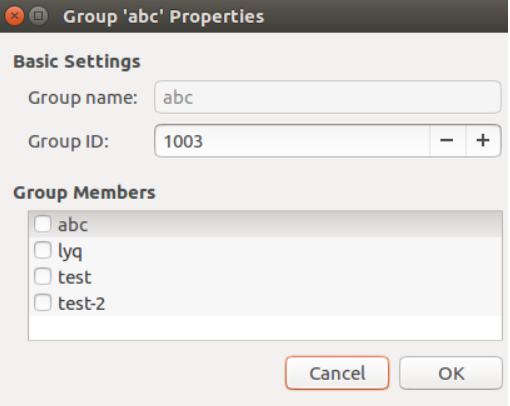 Group 'abc' Properties
Basic Settings
Group name: abc
Group ID: 1003 − +
Group Members
abc
lyq
test
test-2
Cancel OK